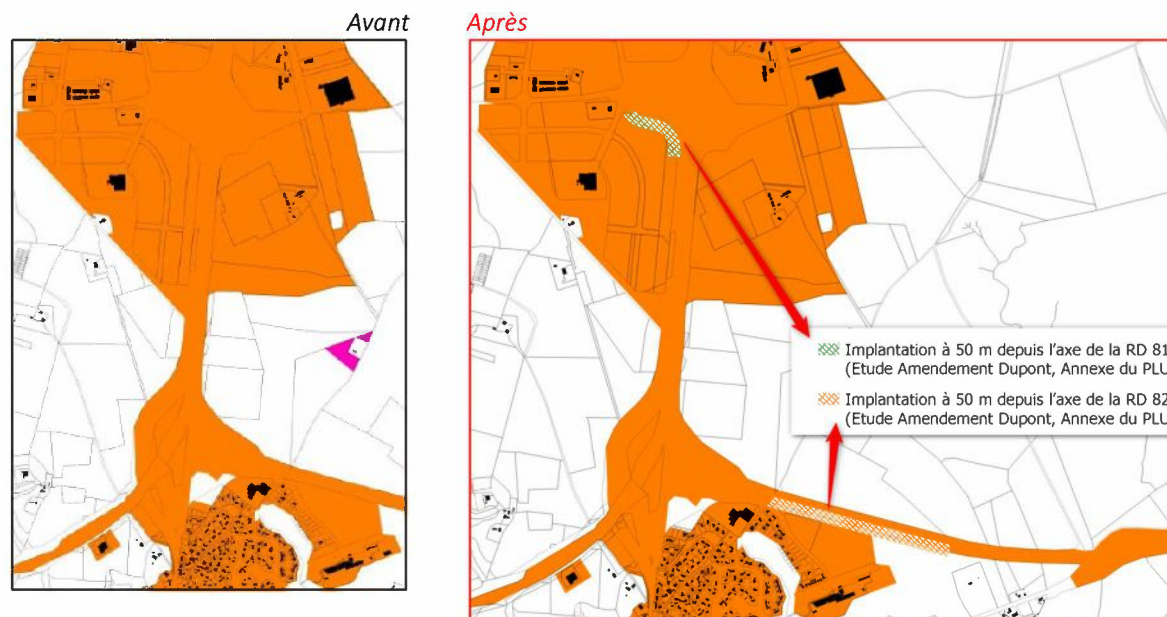 Avant
Après
Implantation à 50 m depuis l'axe de la RD 81
(Etude Amendement Dupont, Annexe du PLU
Implantation à 50 m depuis l'axe de la RD 82
(Etude Amendement Dupont, Annexe du PLU